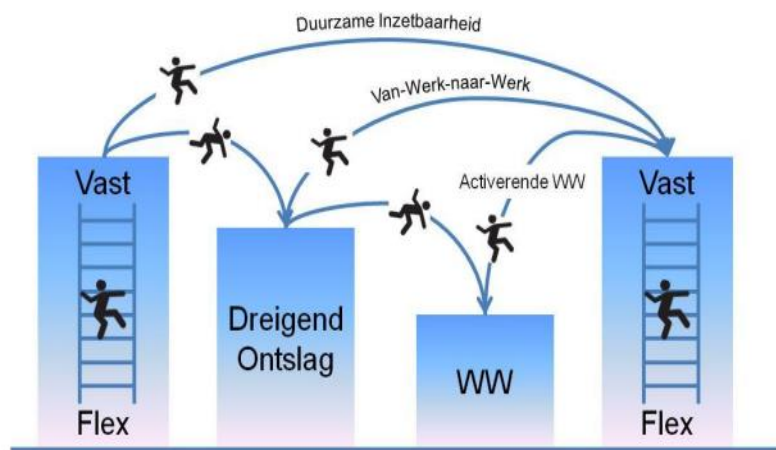 Duurzame Inzetbaarheid
Van-Werk-naar-Werk
Activerende WW
Vast
Flex
Dreigend
Ontslag
WW
Vast
Flex